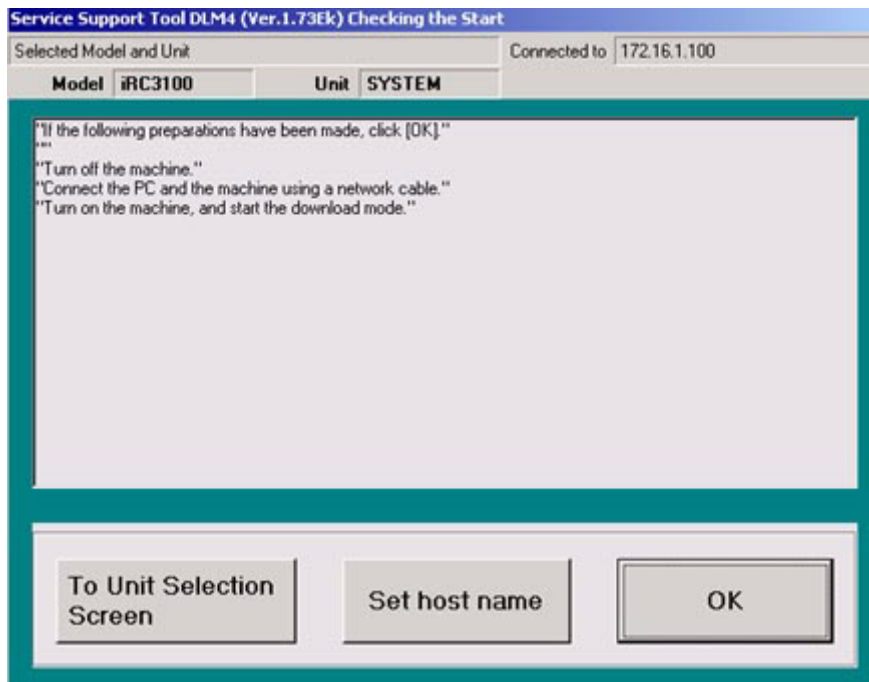 Service Support Tool DLM4 (Ver.1.73Ek) Checking the Start
Selected Model and Unit Connected to 172.16.1.100
Model iRC3100 Unit SYSTEM
"If the following preparations have been made, click [OK]."
""
"Turn off the machine."
"Connect the PC and the machine using a network cable."
"Turn on the machine, and start the download mode."
To Unit Selection
Screen
Set host name
OK